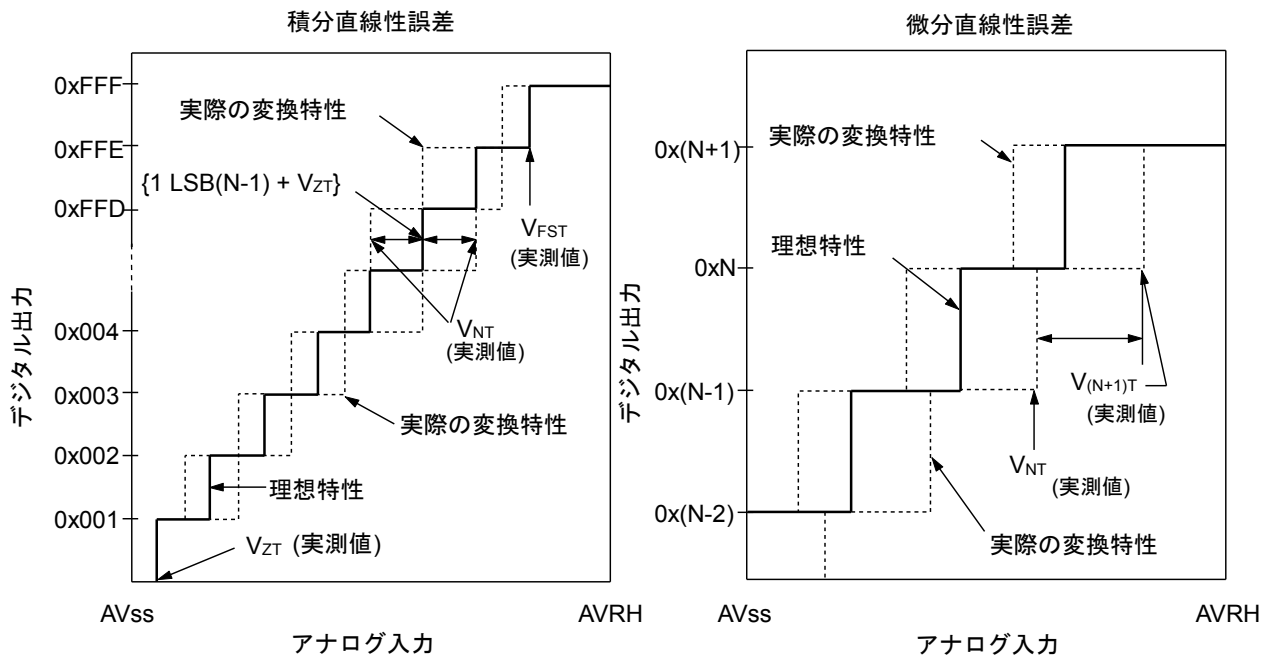 積分直線性誤差
0xFFF
実際の変換特性
0xFFE
{1 LSB(N-1) + VZT}
0xFFD
VFST
(実測値)
デジタル出力
0x004
VNT
(実測値)
0x003
実際の変換特性
0x002
理想特性
0x001
VZT (実測値)
AVss
AVRH
アナログ入力
微分直線性誤差
実際の変換特性
0x(N+1)
理想特性
0xN
デジタル出力
0x(N-1)
V(N+1)T
(実測値)
VNT
(実測値)
0x(N-2)
実際の変換特性
AVss
AVRH
アナログ入力